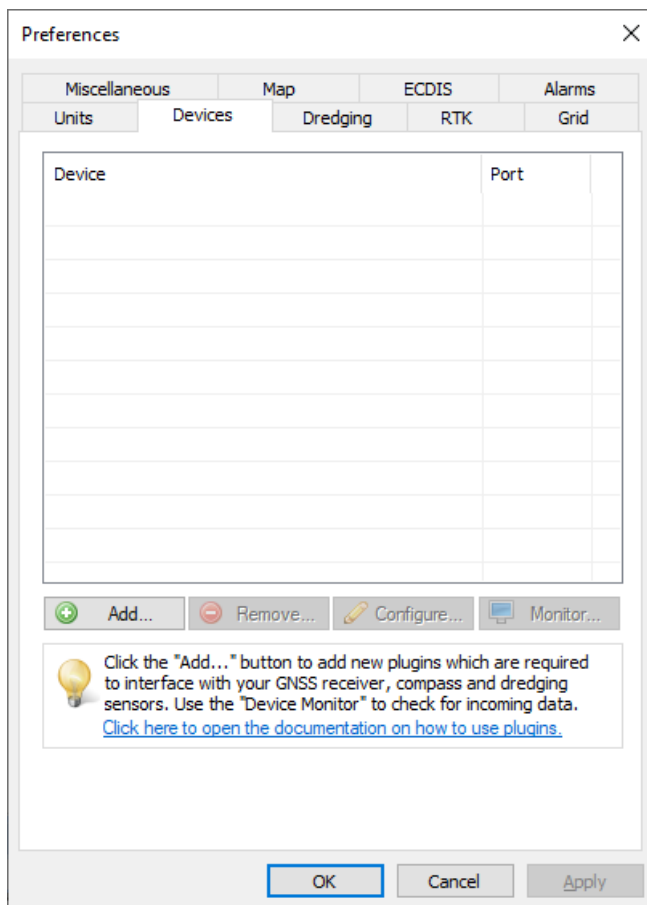 Preferences
Miscellaneous Map ECDIS Alarms
Units Devices Dredging RTK Grid
Device Port
Add... Remove... Configure... Monitor...
Click the "Add..." button to add new plugins which are required
to interface with your GNSS receiver, compass and dredging
sensors. Use the "Device Monitor" to check for incoming data.
Click here to open the documentation on how to use plugins.
OK Cancel Apply